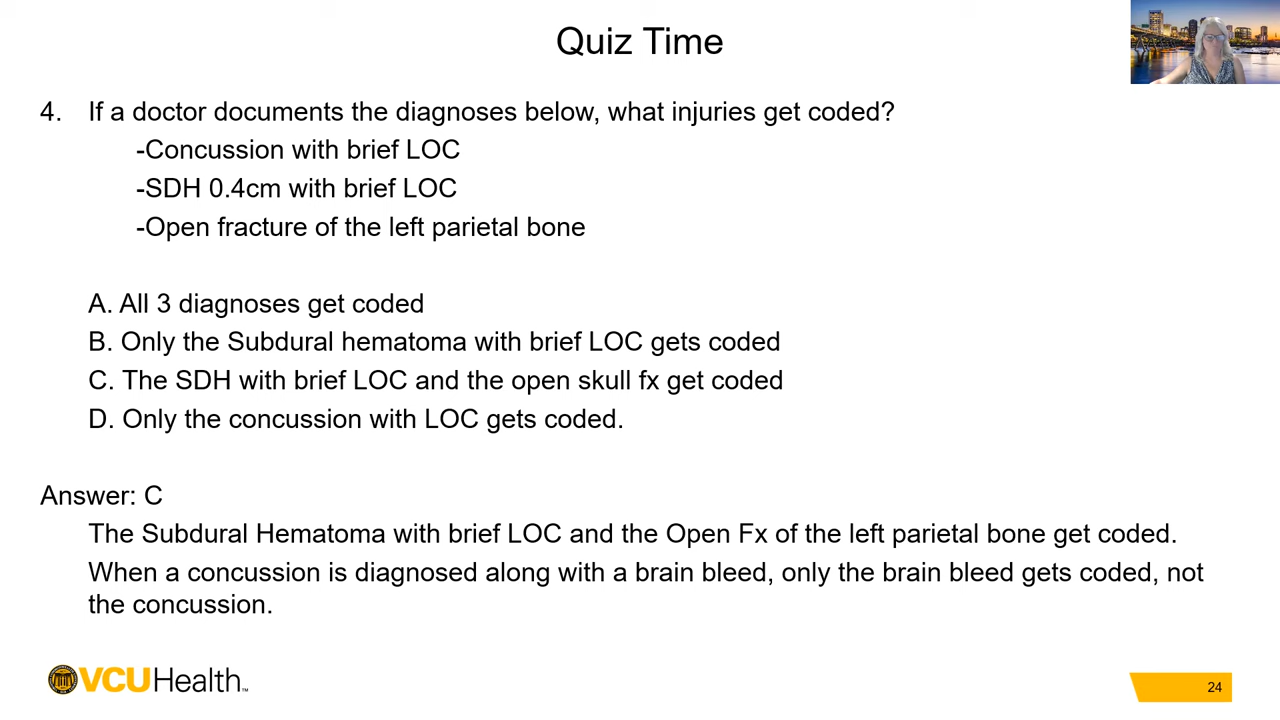 Quiz Time
4. If a doctor documents the diagnoses below, what injuries get coded?
-Concussion with brief LOC
-SDH 0.4cm with brief LOC
-Open fracture of the left parietal bone
A. All 3 diagnoses get coded
B. Only the Subdural hematoma with brief LOC gets coded
C. The SDH with brief LOC and the open skull fx get coded
D. Only the concussion with LOC gets coded.
Answer: C
The Subdural Hematoma with brief LOC and the Open Fx of the left parietal bone get coded.
When a concussion is diagnosed along with a brain bleed, only the brain bleed gets coded, not
the concussion.
VCUHealth™
24